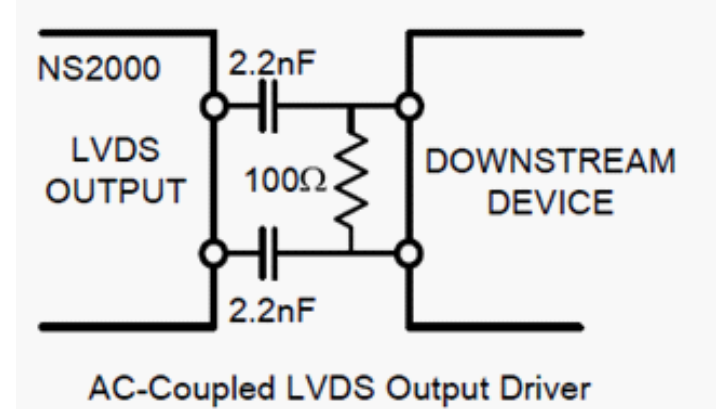 NS2000
2.2nF
LVDS
OUTPUT
100Ω
DOWNSTREAM
DEVICE
2.2nF
AC-Coupled LVDS Output Driver